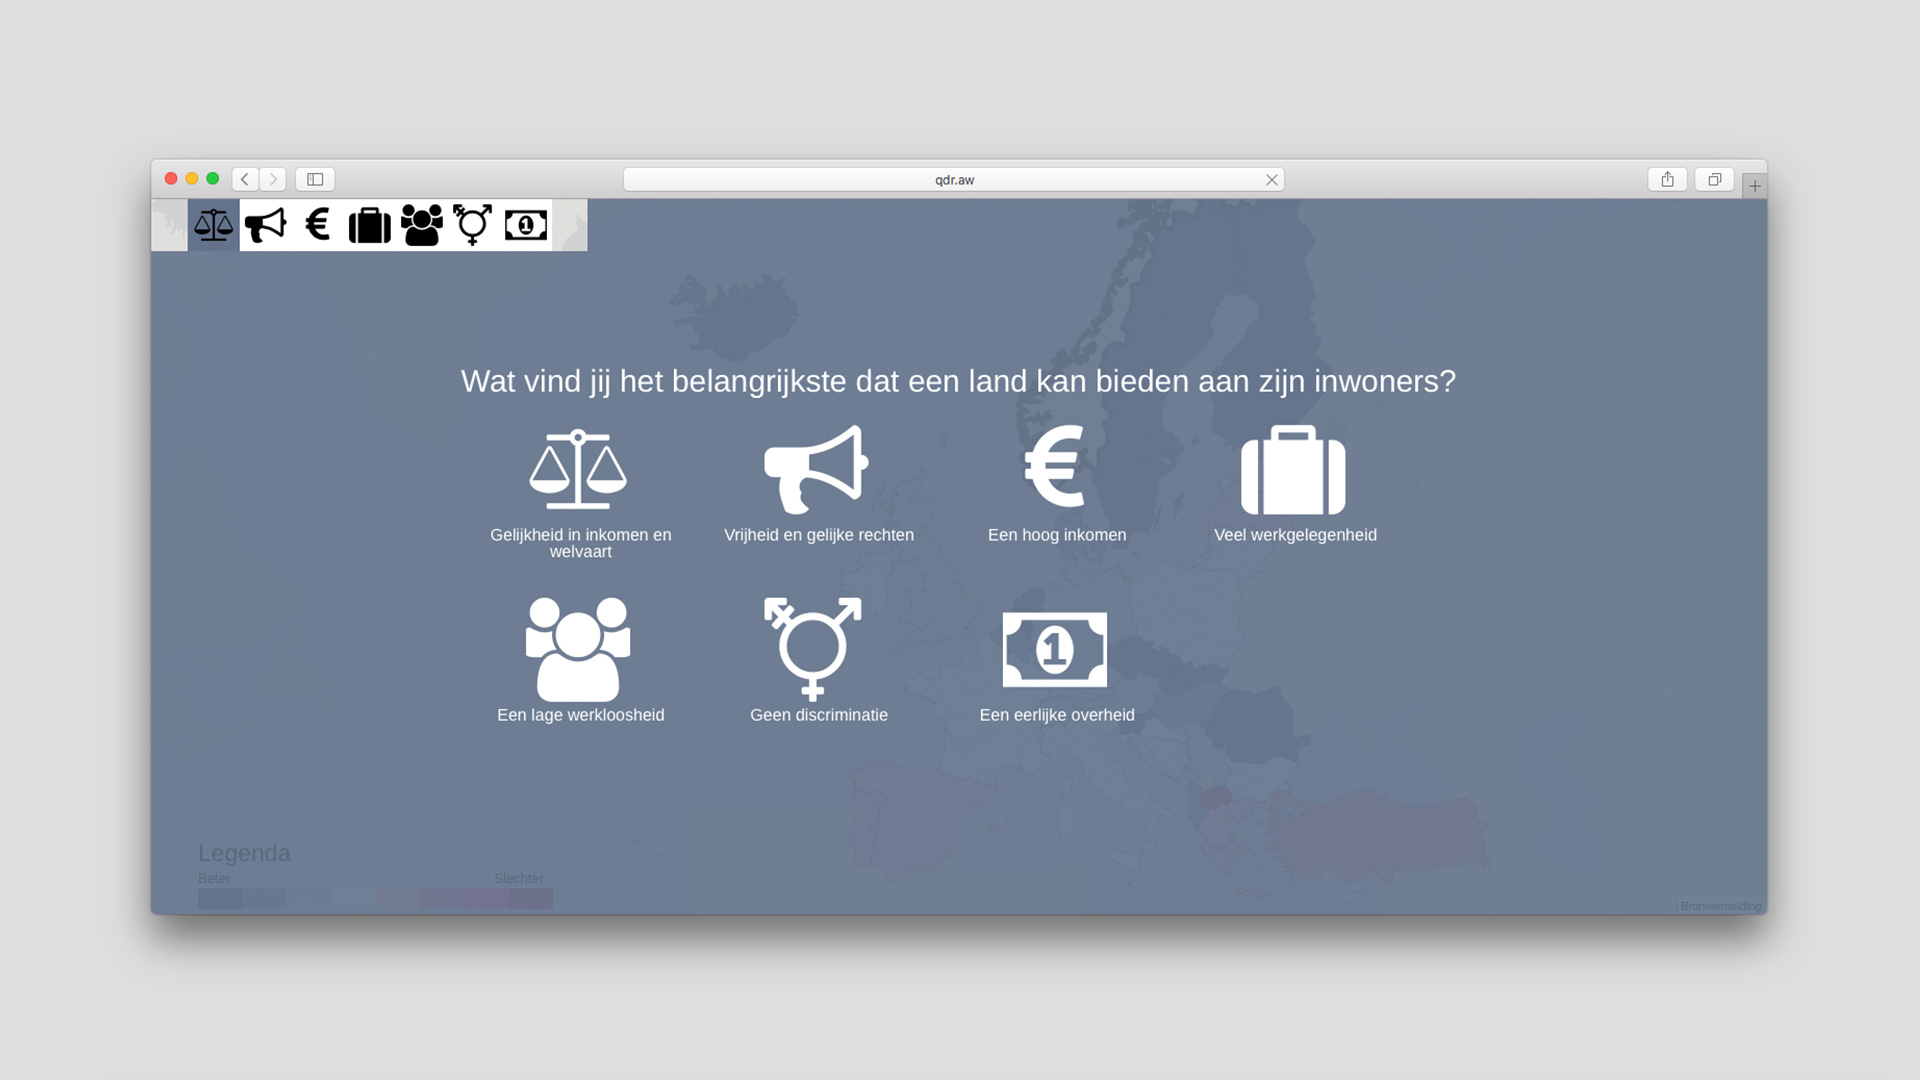 qdr.aw
€
1
Wat vind jij het belangrijkste dat een land kan bieden aan zijn inwoners?
€
Gelijkheid in inkomen en
welvaart
Vrijheid en gelijke rechten
Een hoog inkomen
Veel werkgelegenheid
1
Een lage werkloosheid
Geen discriminatie
Een eerlijke overheid
Legenda
Beter
Slechter
| Bronvermelding